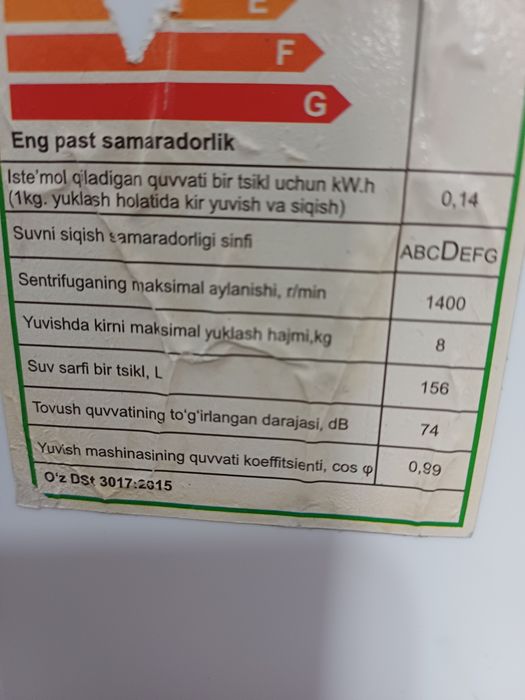 E
F
G
Eng past samaradorlik
Iste'mol qiladigan quvvati bir tsikl uchun kW.h
(1kg. yuklash holatida kir yuvish va siqish)
0,14
Suvni siqish samaradorligi sinfi
ABCDEFG
Sentrifuganing maksimal aylanishi, r/min
1400
Yuvishda kirni maksimal yuklash hajmi,kg
8
Suv sarfi bir tsikl, L
156
Tovush quvvatining to'g'irlangan darajasi, dB
74
Yuvish mashinasining quvvati koeffitsienti, cos φ
0,99
O'z DSt 3017:2015